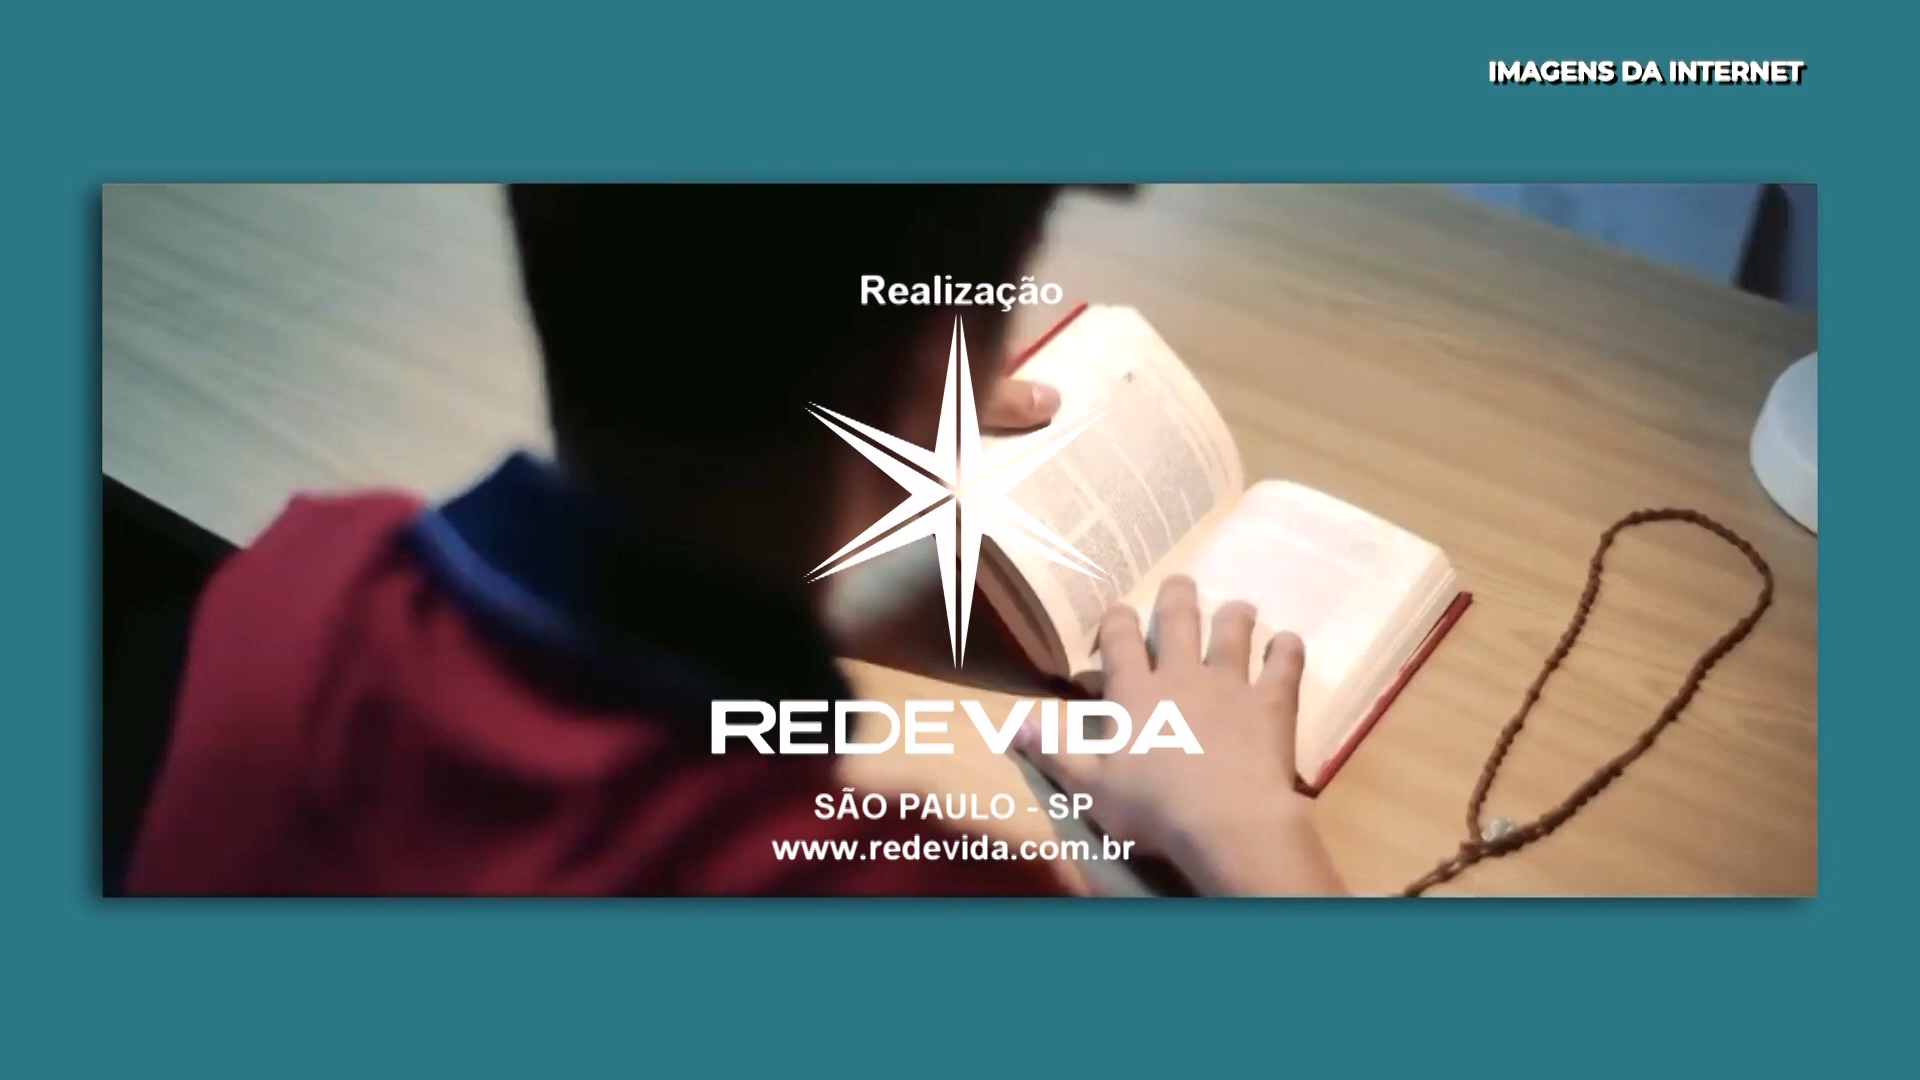 IMAGENS DA INTERNET
Realização
REDEVIDA
SÃO PAULO - SP
www.redevida.com.br